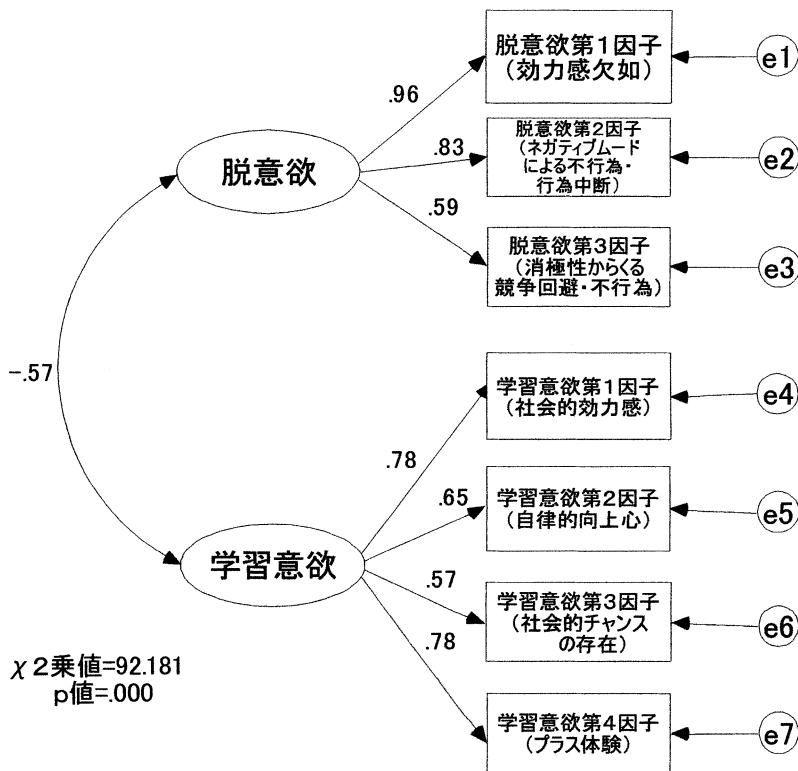 脱意欲第1因子
(効力感欠如)
e1
.96
脱意欲第2因子
(ネガティブムード
による不行為・
行為中断)
e2
.83
脱意欲
.59
脱意欲第3因子
(消極性からくる
競争回避・不行為)
e3
-.57
学習意欲第1因子
(社会的効力感)
e4
.78
学習意欲第2因子
(自律的向上心)
e5
.65
学習意欲
.57
学習意欲第3因子
(社会的チャンス
の存在)
e6
.78
学習意欲第4因子
(プラス体験)
e7
χ2乗値=92.181
p値=.000